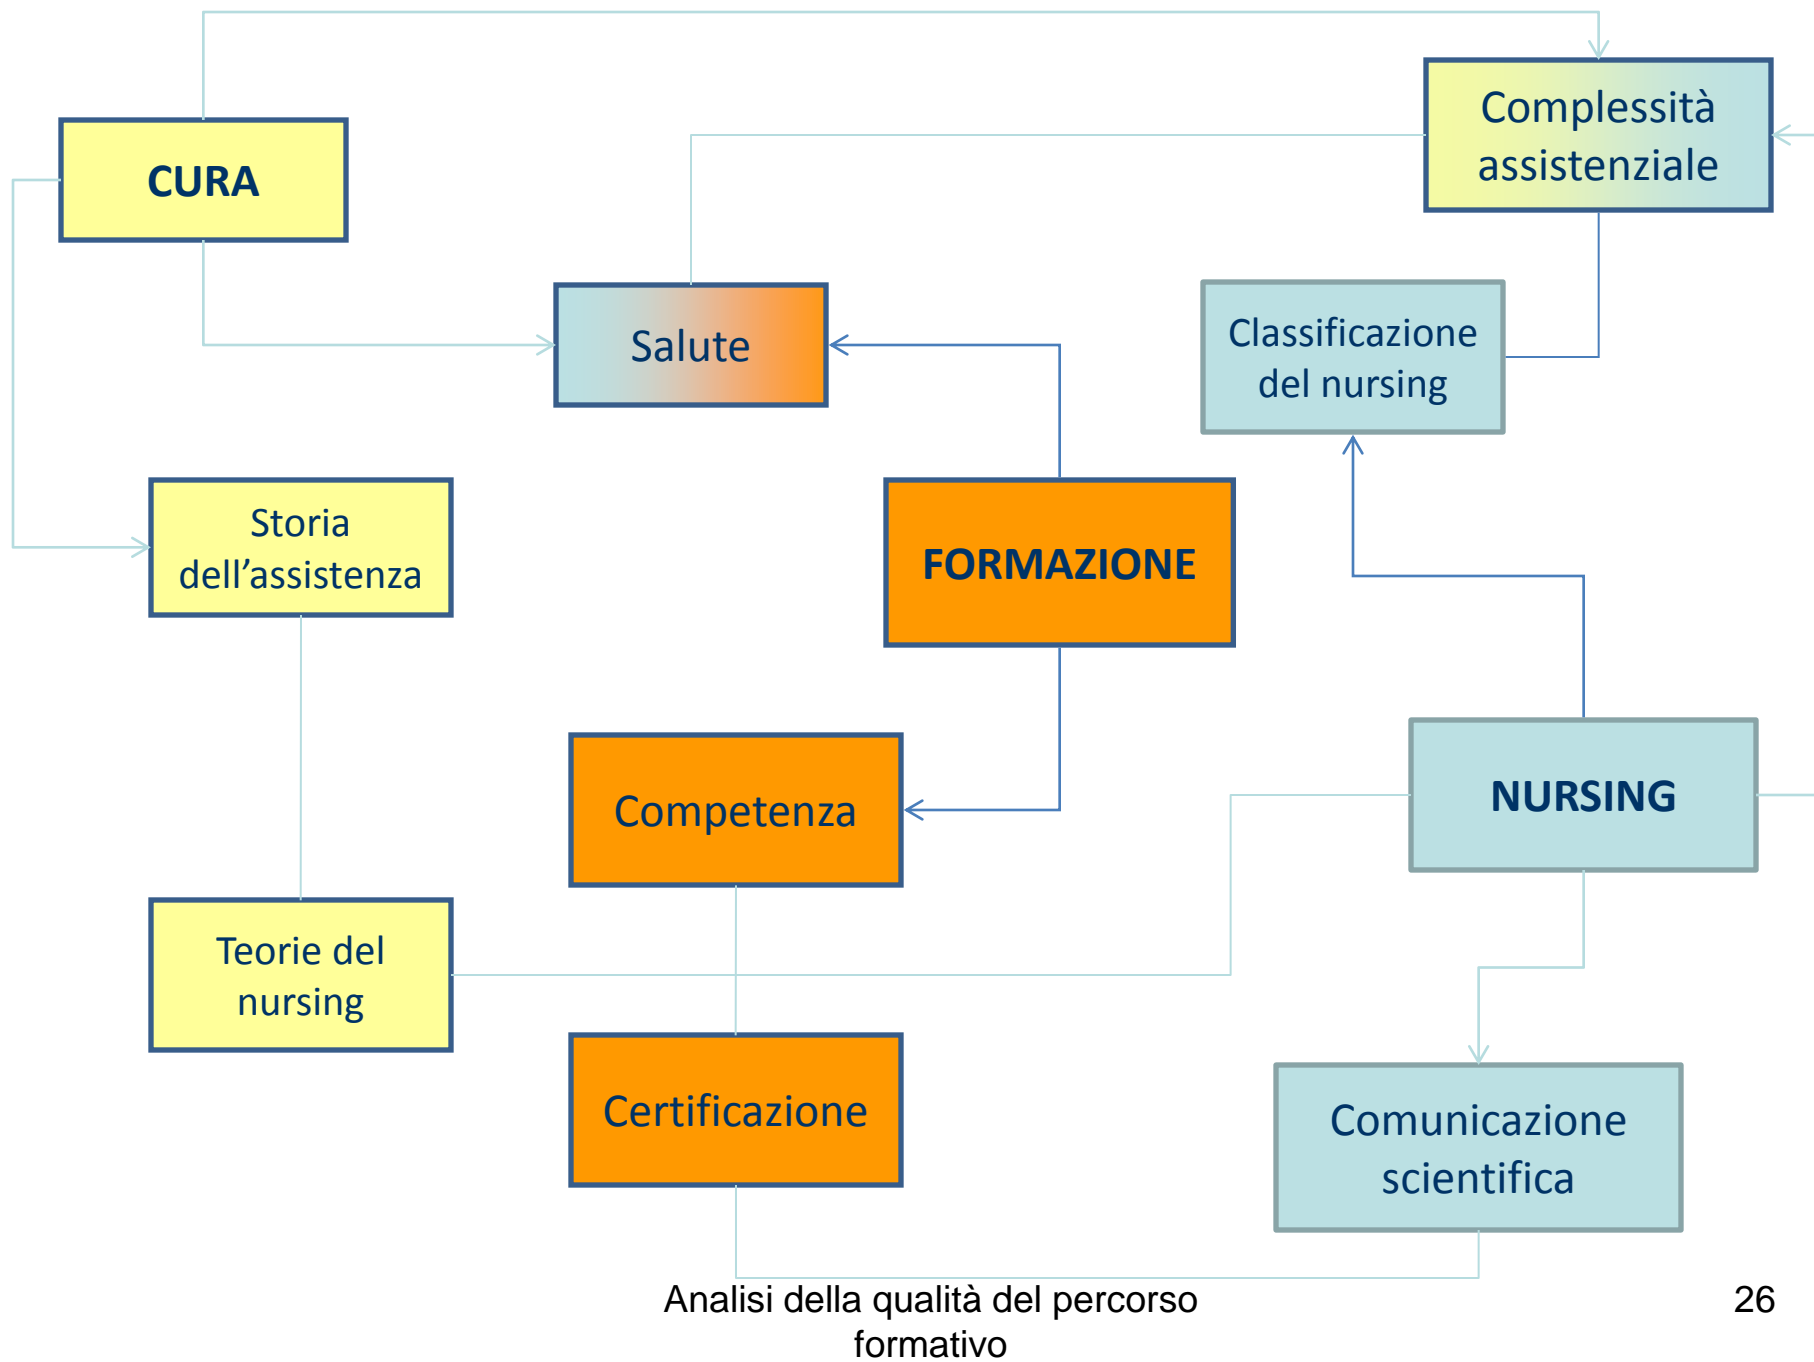 Complessità
assistenziale
CURA
Salute
Classificazione
del nursing
Storia
dell’assistenza
FORMAZIONE
Competenza
NURSING
Teorie del
nursing
Certificazione
Comunicazione
scientifica
Analisi della qualità del percorso
formativo
26